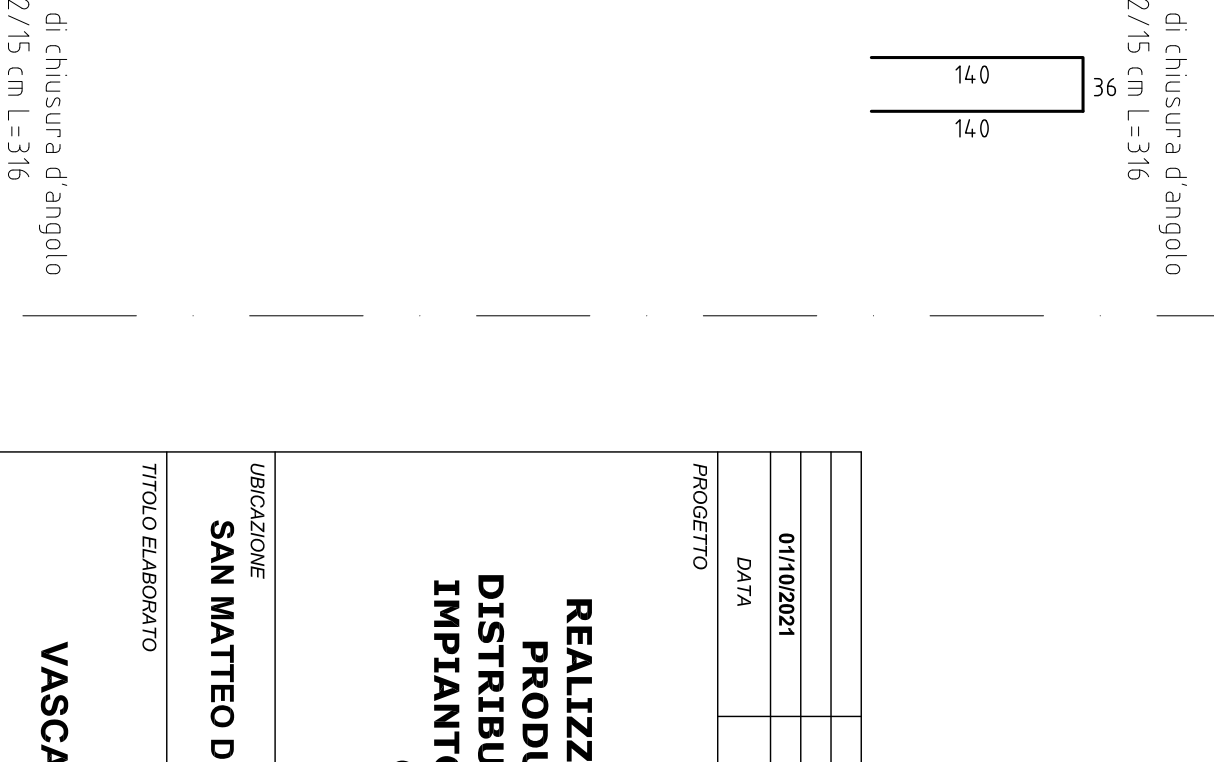 di chiusura d'angolo
2/15 cm L=316
140
36
140
di chiusura d'angolo
2/15 cm L=316
01/10/2021
DATA
PROGETTO
REALIZZ
PRODU
DISTRIBU
IMPIANTO
UBICAZIONE
SAN MATTEO D
TITOLO ELABORATO
VASCA